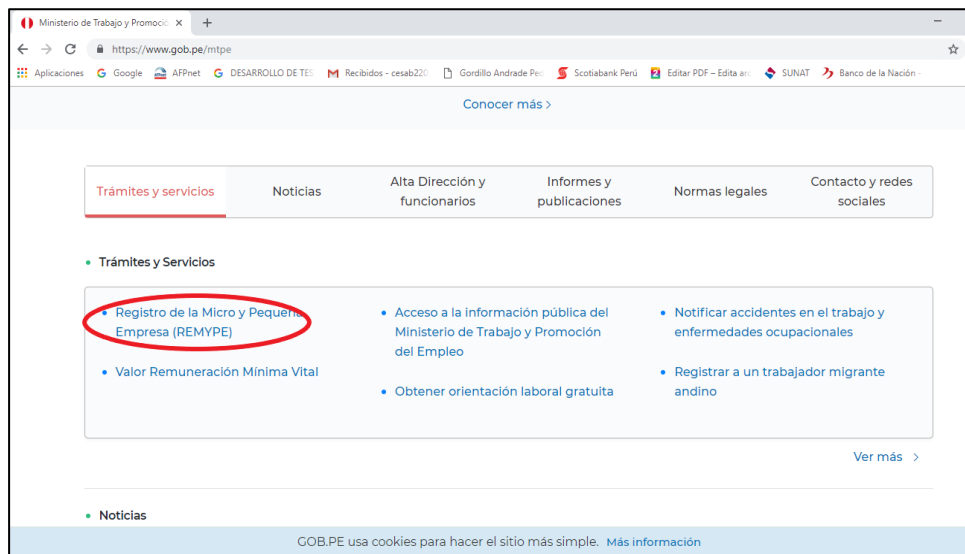 Ministerio de Trabajo y Promoció
https://www.gob.pe/mtpe
Aplicaciones Google AFPnet DESARROLLO DE TES Recibidos - cesab220 Gordillo Andrade Pe Scotiabank Perú Editar PDF – Edita ar SUNAT Banco de la Nación -
Conocer más >
Trámites y servicios Noticias Alta Dirección y funcionarios Informes y publicaciones Normas legales Contacto y redes sociales
Trámites y Servicios
Registro de la Micro y Pequeña
Empresa (REMYPE)
Valor Remuneración Mínima Vital
Acceso a la información pública del
Ministerio de Trabajo y Promoción
del Empleo
Obtener orientación laboral gratuita
Notificar accidentes en el trabajo y
enfermedades ocupacionales
Registrar a un trabajador migrante
andino
Ver más >
Noticias
GOB.PE usa cookies para hacer el sitio más simple. Más información